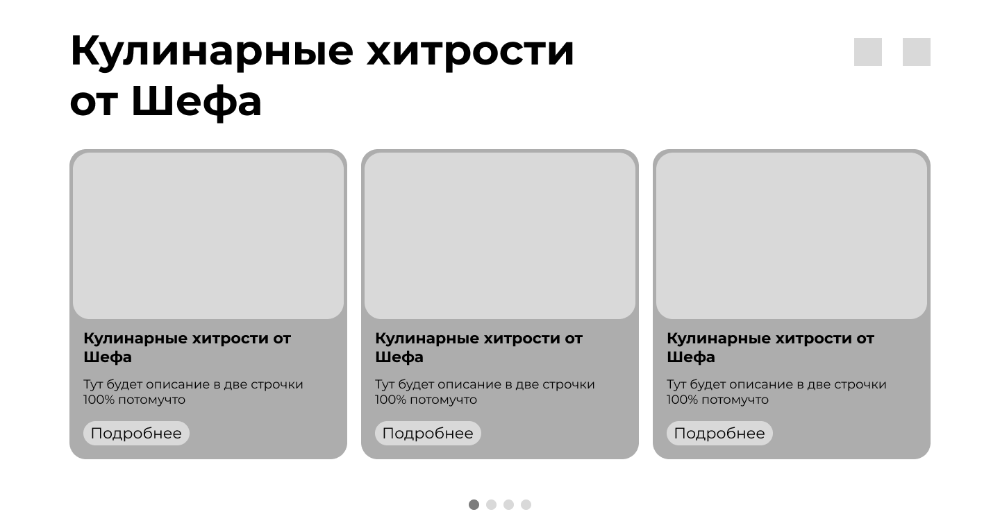 Кулинарные хитрости
от Шефа
Кулинарные хитрости от
Шефа
Тут будет описание в две строчки
100% потомучто
Подробнее
Кулинарные хитрости от
Шефа
Тут будет описание в две строчки
100% потомучто
Подробнее
Кулинарные хитрости от
Шефа
Тут будет описание в две строчки
100% потомучто
Подробнее